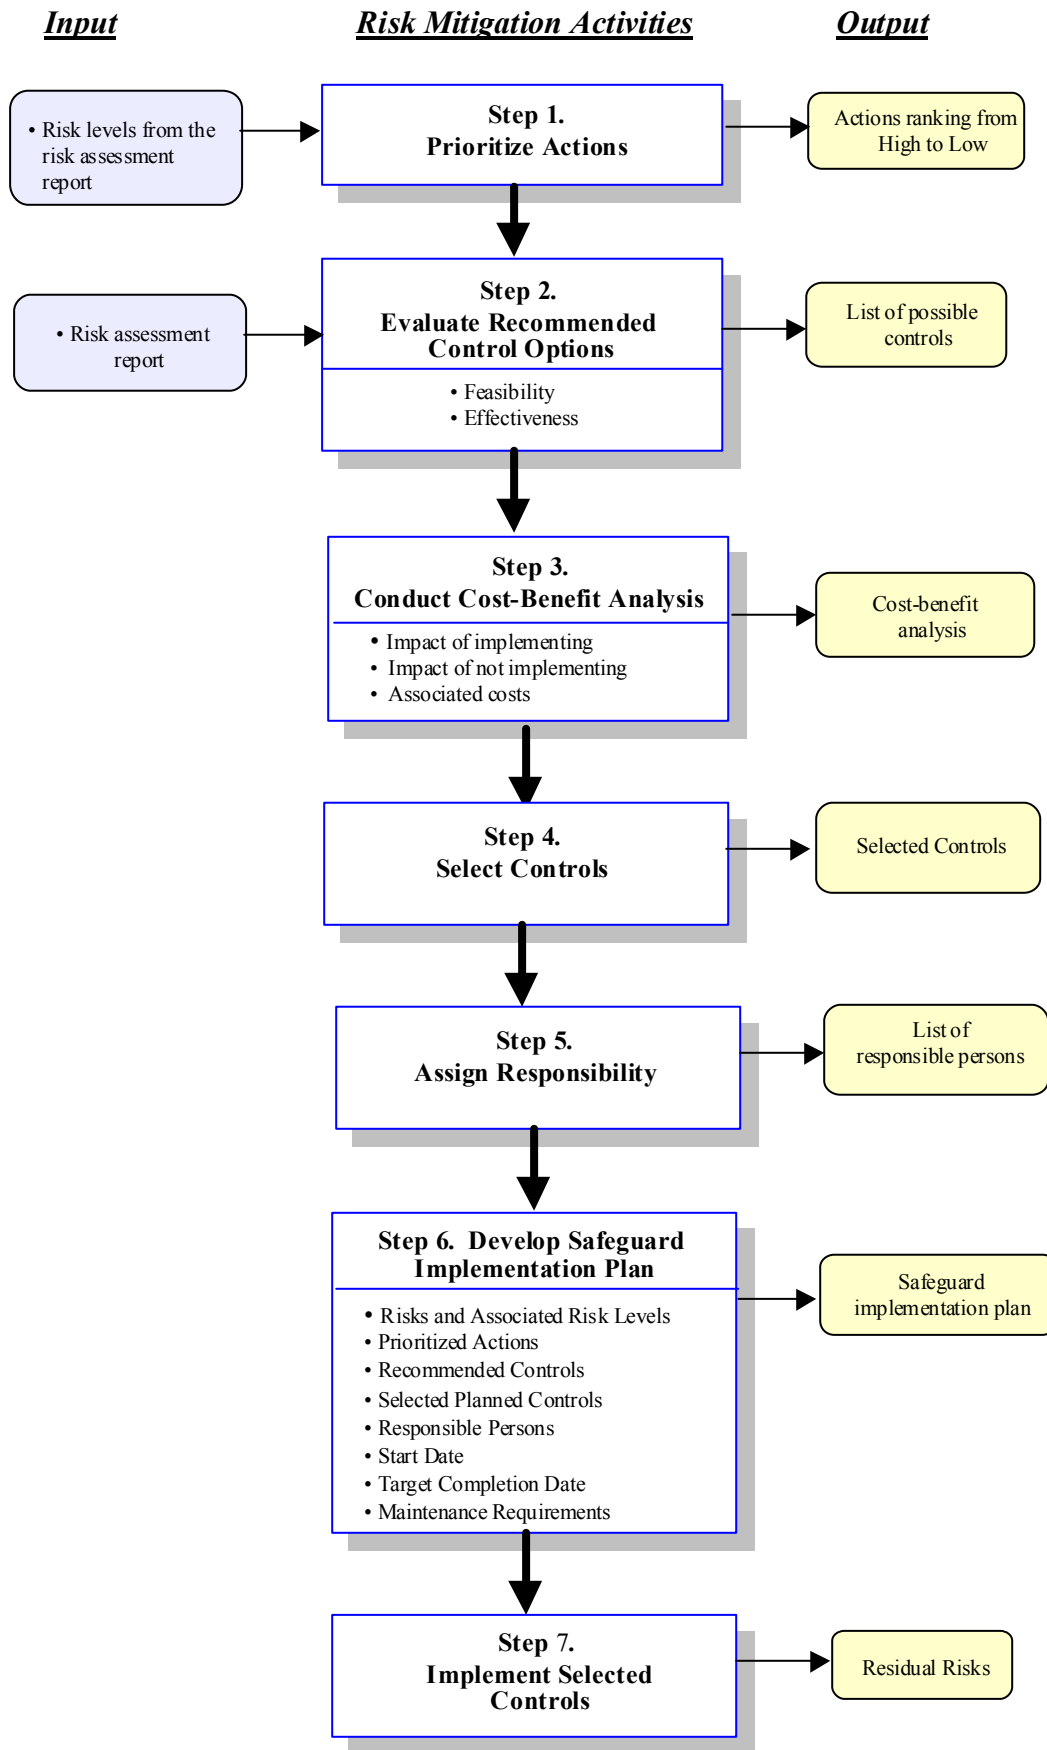 Input
Risk Mitigation Activities
Output
• Risk levels from the
risk assessment
report
Step 1.
Prioritize Actions
Actions ranking from
High to Low
• Risk assessment
report
Step 2.
Evaluate Recommended
Control Options
• Feasibility
• Effectiveness
List of possible
controls
Step 3.
Conduct Cost-Benefit Analysis
• Impact of implementing
• Impact of not implementing
• Associated costs
Cost-benefit
analysis
Step 4.
Select Controls
Selected Controls
Step 5.
Assign Responsibility
List of
responsible persons
Step 6. Develop Safeguard
Implementation Plan
• Risks and Associated Risk Levels
• Prioritized Actions
• Recommended Controls
• Selected Planned Controls
• Responsible Persons
• Start Date
• Target Completion Date
• Maintenance Requirements
Safeguard
implementation plan
Step 7.
Implement Selected
Controls
Residual Risks